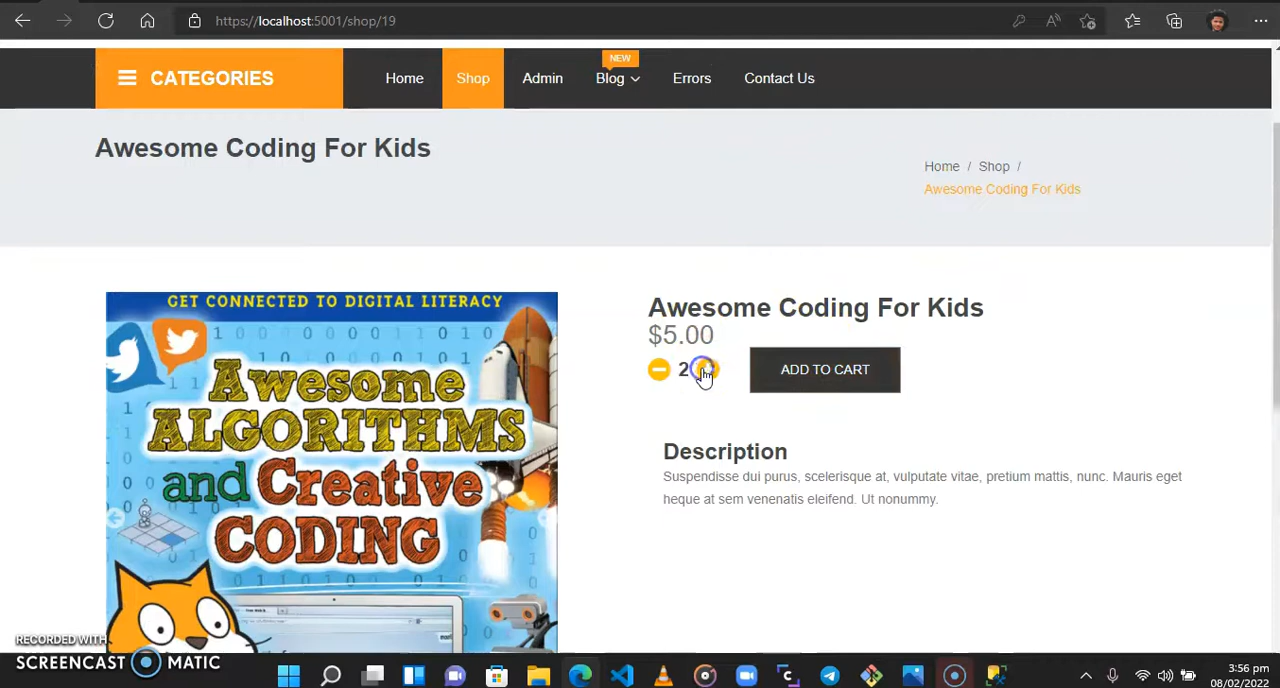 https://localhost:5001/shop/19
NEW
CATEGORIES Home Shop Admin Blog Errors Contact Us
Awesome Coding For Kids
Home / Shop /
Awesome Coding For Kids
GET CONNECTED TO DIGITAL LITERACY
Awesome
ALGORITHMS
and Creative
CODING
Awesome Coding For Kids
$5.00
2 ADD TO CART
Description
Suspendisse dui purus, scelerisque at, vulputate vitae, pretium mattis, nunc. Mauris eget
heque at sem venenatis eleifend. Ut nonummy.
RECORDED WITH
SCREENCAST MATIC
3:56 pm
08/02/2022